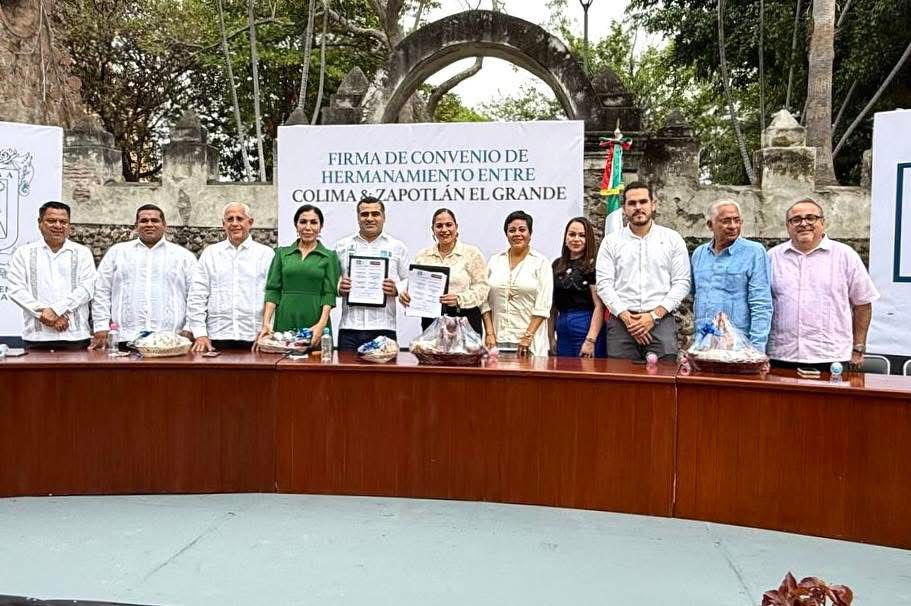 FIRMA DE CONVENIO DE
HERMANAMIENTO ENTRE
COLIMA & ZAPOTLÁN EL GRANDE